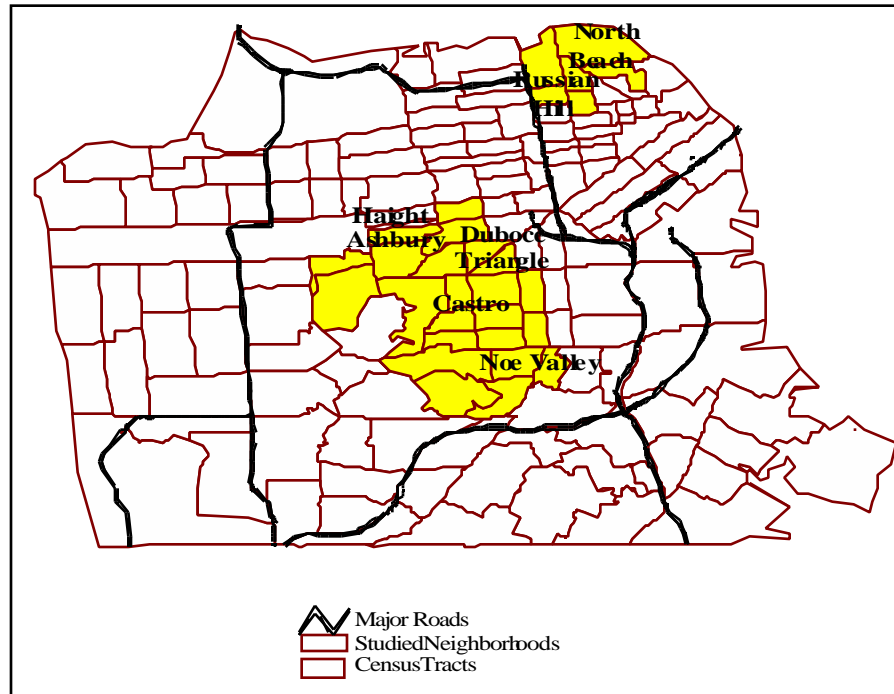 North
Beach
Russian
Hill
Haight
Ashbury
Duboce
Triangle
Castro
Noe Valley
Major Roads
StudiedNeighborhoods
CensusTracts